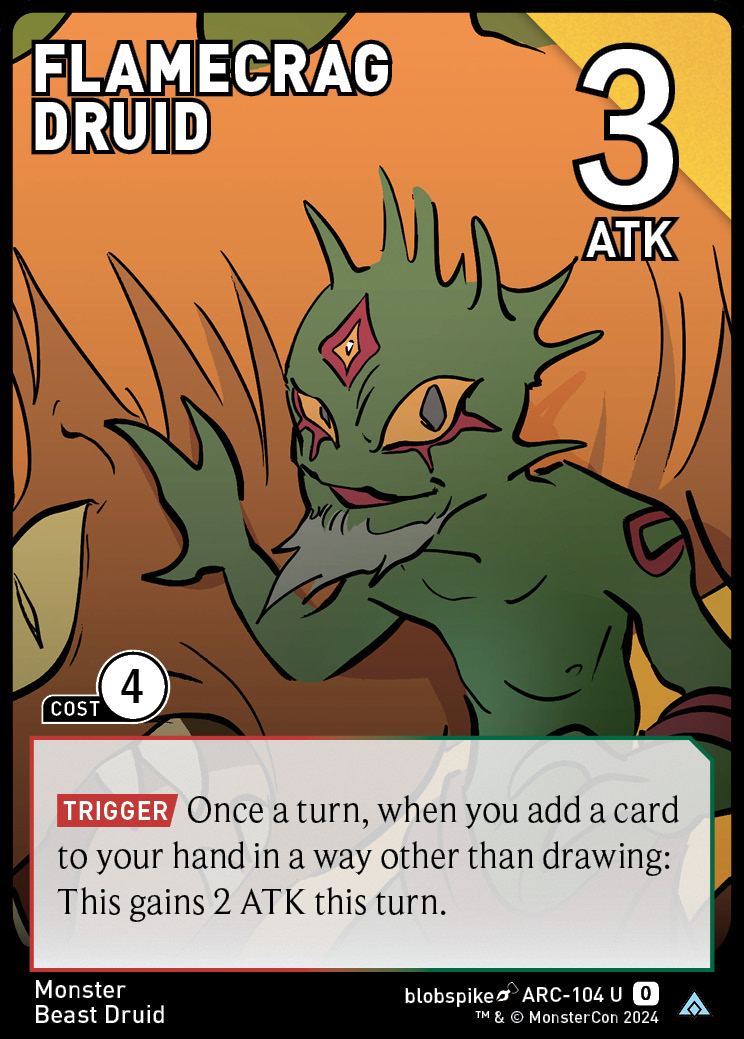 FLAMECRAG
DRUID
3
ATK
COST 4
TRIGGER Once a turn, when you add a card
to your hand in a way other than drawing:
This gains 2 ATK this turn.
Monster
Beast Druid
blobspike ARC-104 U 0
™ & © MonsterCon 2024